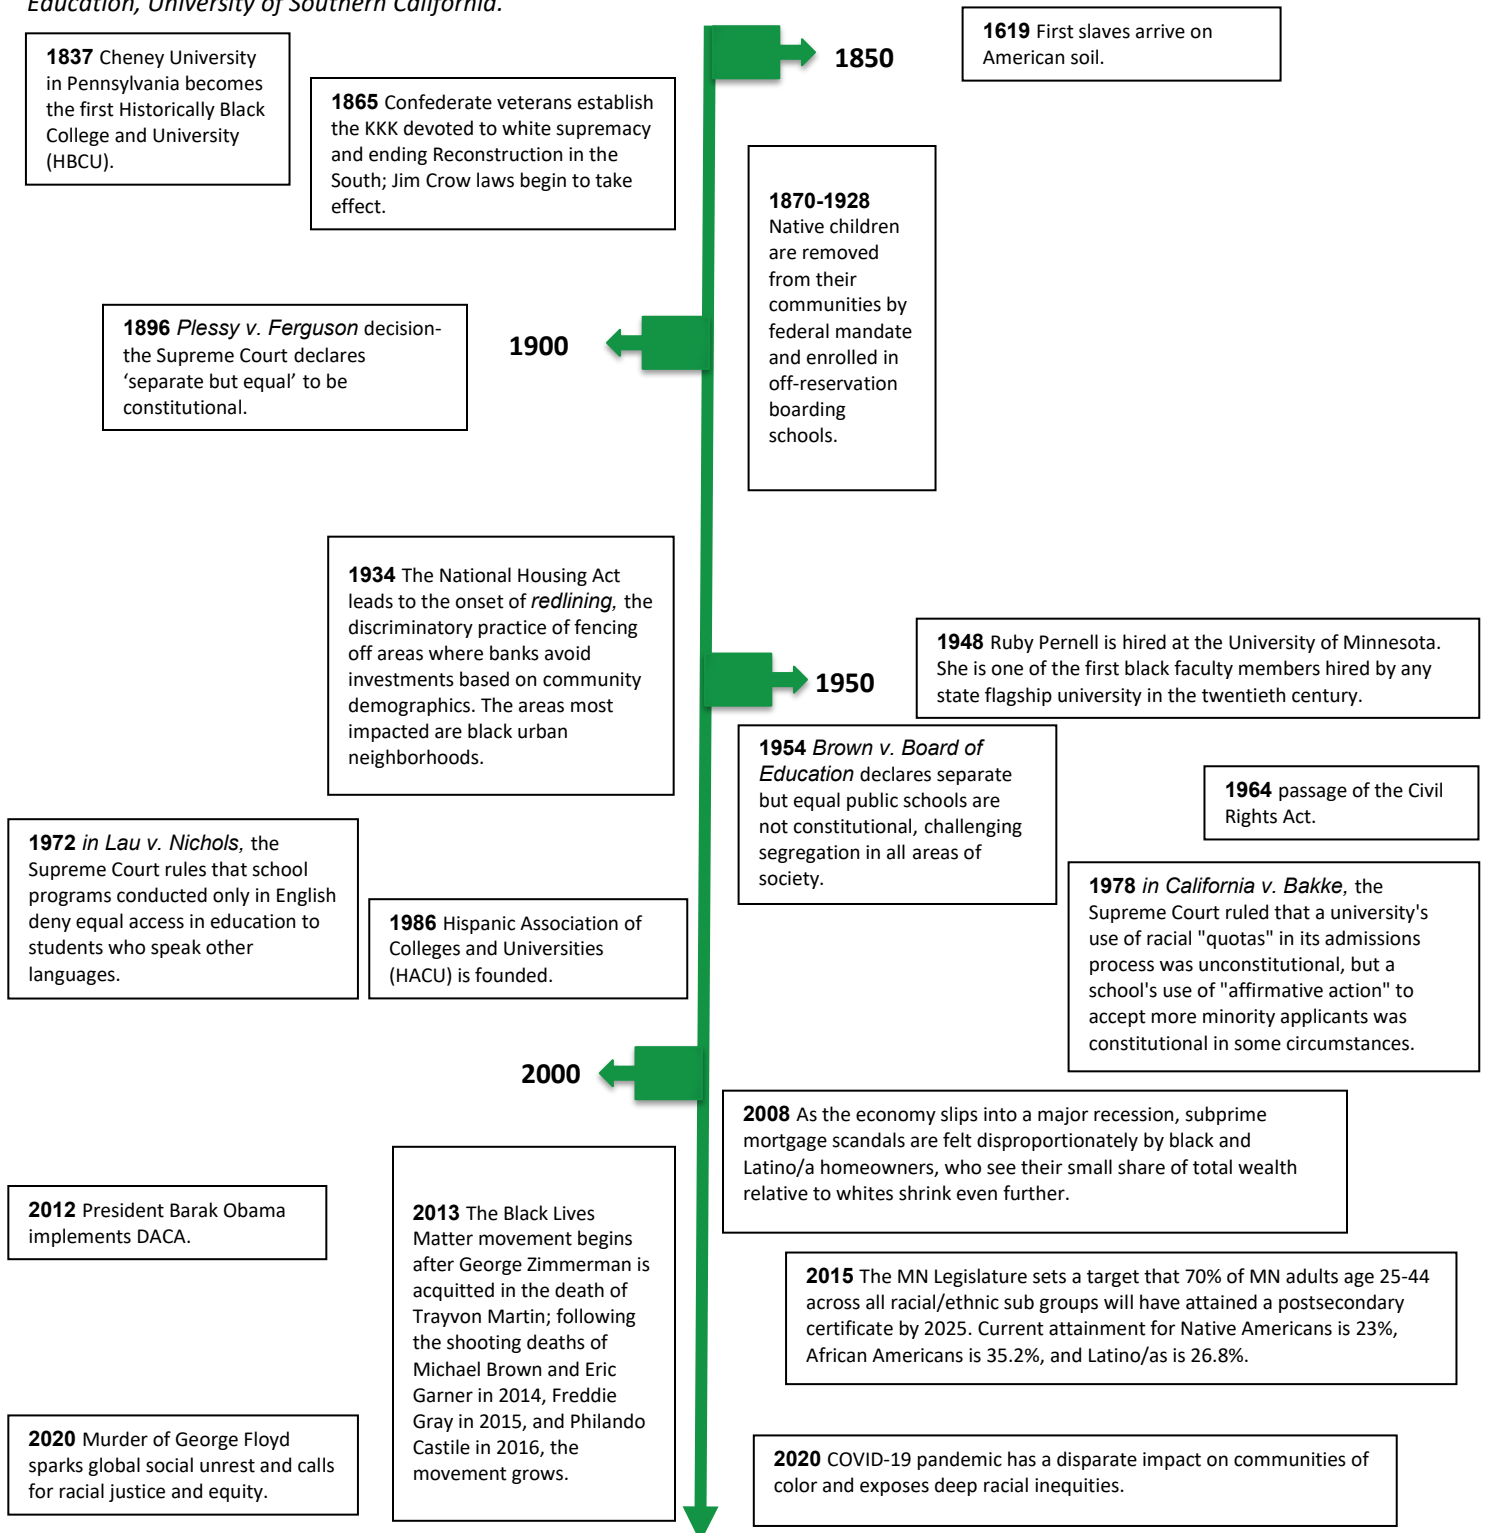 Education, University of Southern California.
1850
1619 First slaves arrive on
American soil.
1837 Cheney University
in Pennsylvania becomes
the first Historically Black
College and University
(HBCU).
1865 Confederate veterans establish
the KKK devoted to white supremacy
and ending Reconstruction in the
South; Jim Crow laws begin to take
effect.
1870-1928
Native children
are removed
from their
communities by
federal mandate
and enrolled in
off-reservation
boarding
schools.
1896 Plessy v. Ferguson decision-
the Supreme Court declares
‘separate but equal’ to be
constitutional.
1900
1934 The National Housing Act
leads to the onset of redlining, the
discriminatory practice of fencing
off areas where banks avoid
investments based on community
demographics. The areas most
impacted are black urban
neighborhoods.
1950
1948 Ruby Pernell is hired at the University of Minnesota.
She is one of the first black faculty members hired by any
state flagship university in the twentieth century.
1954 Brown v. Board of
Education declares separate
but equal public schools are
not constitutional, challenging
segregation in all areas of
society.
1964 passage of the Civil
Rights Act.
1972 in Lau v. Nichols, the
Supreme Court rules that school
programs conducted only in English
deny equal access in education to
students who speak other
languages.
1986 Hispanic Association of
Colleges and Universities
(HACU) is founded.
1978 in California v. Bakke, the
Supreme Court ruled that a university's
use of racial "quotas" in its admissions
process was unconstitutional, but a
school's use of "affirmative action" to
accept more minority applicants was
constitutional in some circumstances.
2000
2008 As the economy slips into a major recession, subprime
mortgage scandals are felt disproportionately by black and
Latino/a homeowners, who see their small share of total wealth
relative to whites shrink even further.
2012 President Barak Obama
implements DACA.
2013 The Black Lives
Matter movement begins
after George Zimmerman is
acquitted in the death of
Trayvon Martin; following
the shooting deaths of
Michael Brown and Eric
Garner in 2014, Freddie
Gray in 2015, and Philando
Castile in 2016, the
movement grows.
2015 The MN Legislature sets a target that 70% of MN adults age 25-44
across all racial/ethnic sub groups will have attained a postsecondary
certificate by 2025. Current attainment for Native Americans is 23%,
African Americans is 35.2%, and Latino/as is 26.8%.
2020 Murder of George Floyd
sparks global social unrest and calls
for racial justice and equity.
2020 COVID-19 pandemic has a disparate impact on communities of
color and exposes deep racial inequities.